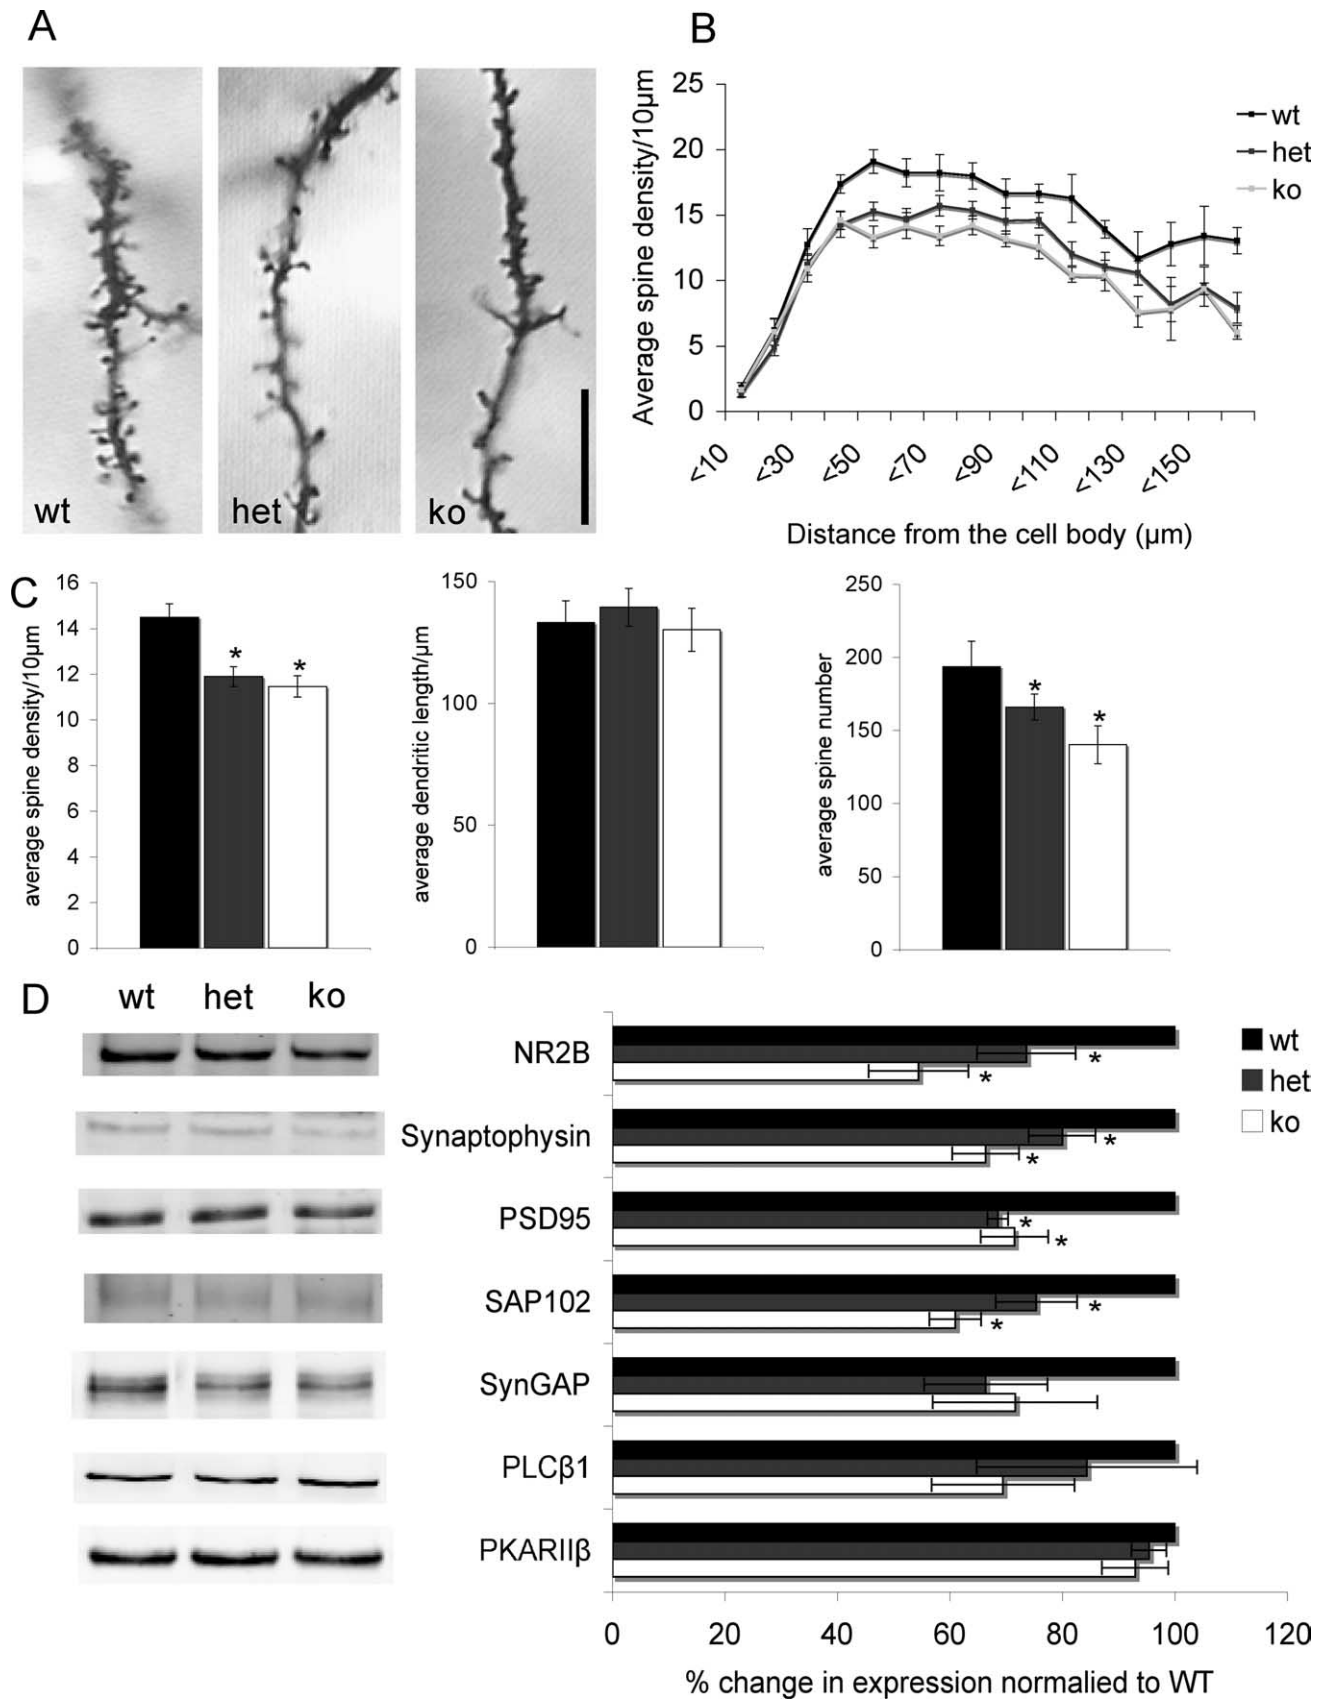 A
wt
het
ko
B
Average spine density/10µm
25
20
15
10
5
0
<10
<30
<50
<70
<90
<110
<130
<150
Distance from the cell body (µm)
wt
het
ko
C
average spine density/10µm
16
14
12
10
8
6
4
2
0
*
*
average dendritic length/µm
150
100
50
0
average spine number
250
200
150
100
50
0
*
*
D
wt het ko
NR2B
*
*
Synaptophysin
*
*
PSD95
*
*
SAP102
*
*
SynGAP
PLCβ1
PKARIIβ
wt
het
ko
0 20 40 60 80 100 120
% change in expression normalied to WT